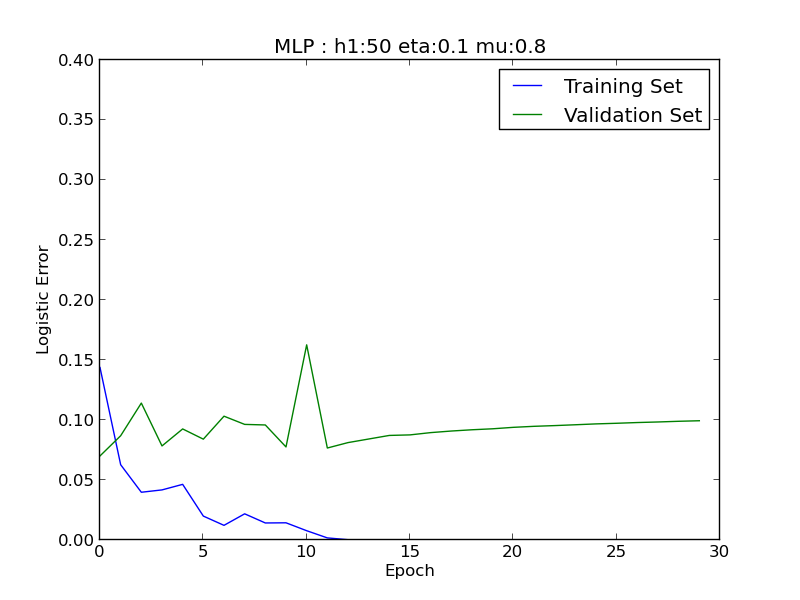 MLP : h1:50 eta:0.1 mu:0.8
Training Set
Validation Set
0.40
0.35
0.30
0.25
0.20
0.15
0.10
0.05
0.00
Logistic Error
0 5 10 15 20 25 30
Epoch